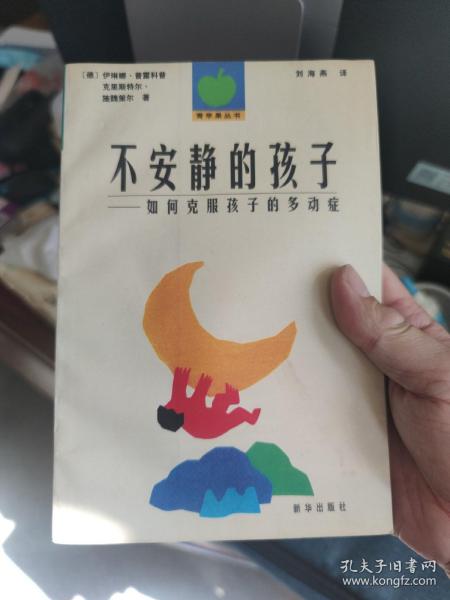 〔德〕伊琳娜·普雷科普
克里斯特尔·
施魏策尔 著
刘海燕 译
青苹果丛书
不安静的孩子
——如何克服孩子的多动症
新华出版社
孔夫子旧书网
www.kongfz.com